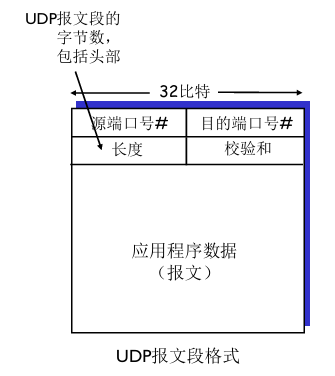 UDP报文段的
字节数，
包括头部
32比特
源端口号#
目的端口号#
长度
校验和
应用程序数据
（报文）
UDP报文段格式